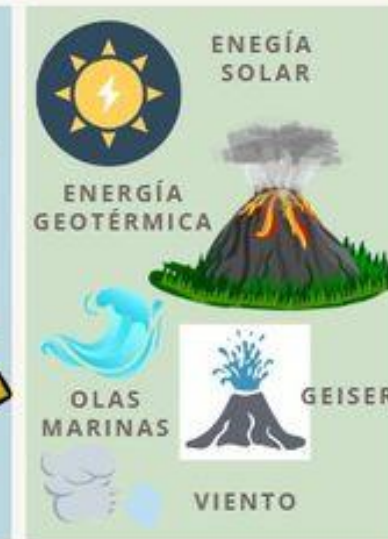 ENEGÍA
SOLAR
ENERGÍA
GEOTÉRMICA
OLAS
MARINAS
GEISER
VIENTO